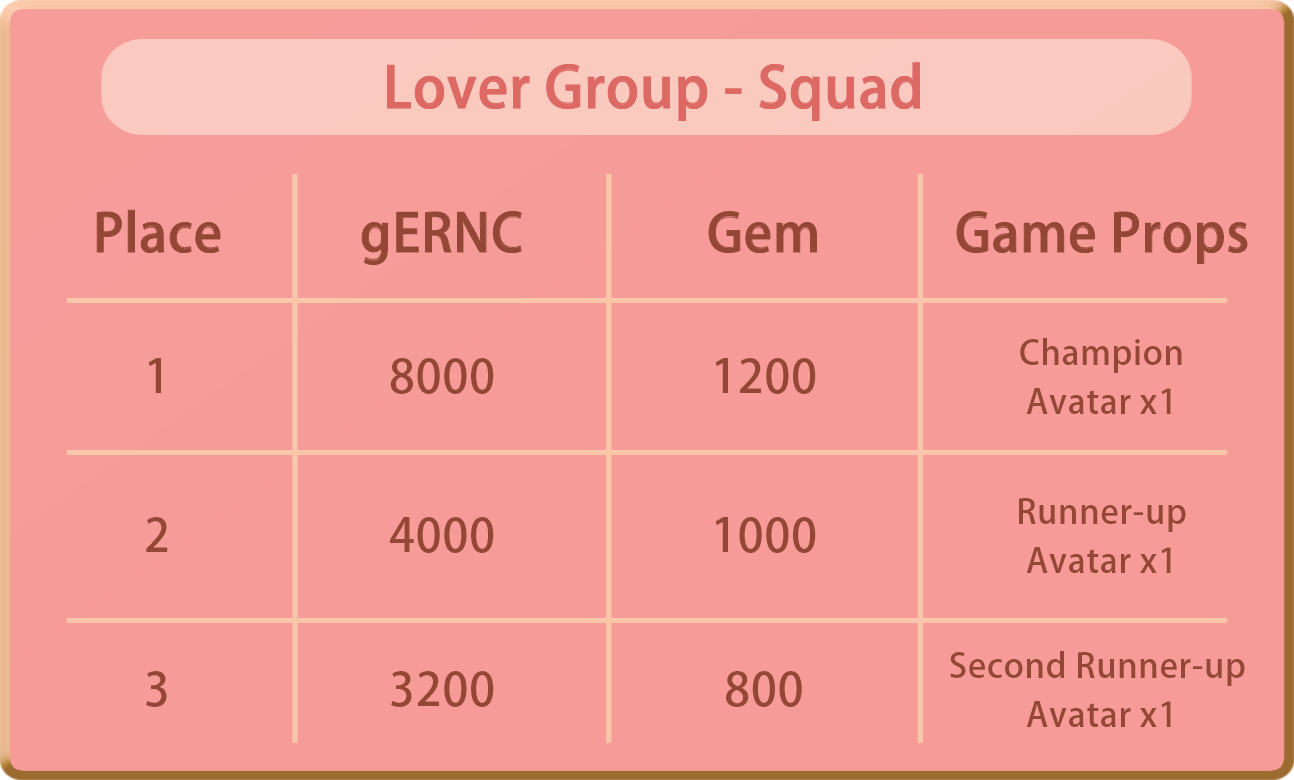 Lover Group - Squad
Place gERNC Gem Game Props
1 8000 1200 Champion
Avatar x1
2 4000 1000 Runner-up
Avatar x1
3 3200 800 Second Runner-up
Avatar x1